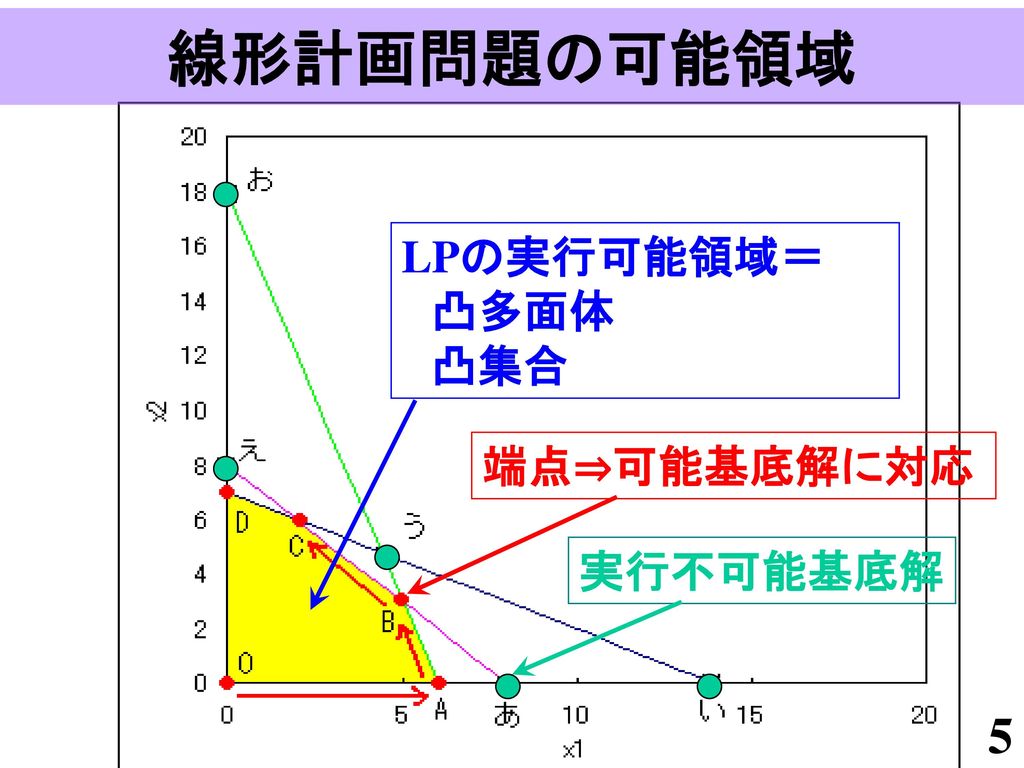 線形計画問題の可能領域
20
18
16
14
12
10
8
6
4
2
0
x2
お
LPの実行可能領域＝
凸多面体
凸集合
え
端点⇒可能基底解に対応
D
C
う
実行不可能基底解
B
O
A
あ
い
0
5
10
15
20
x1
5